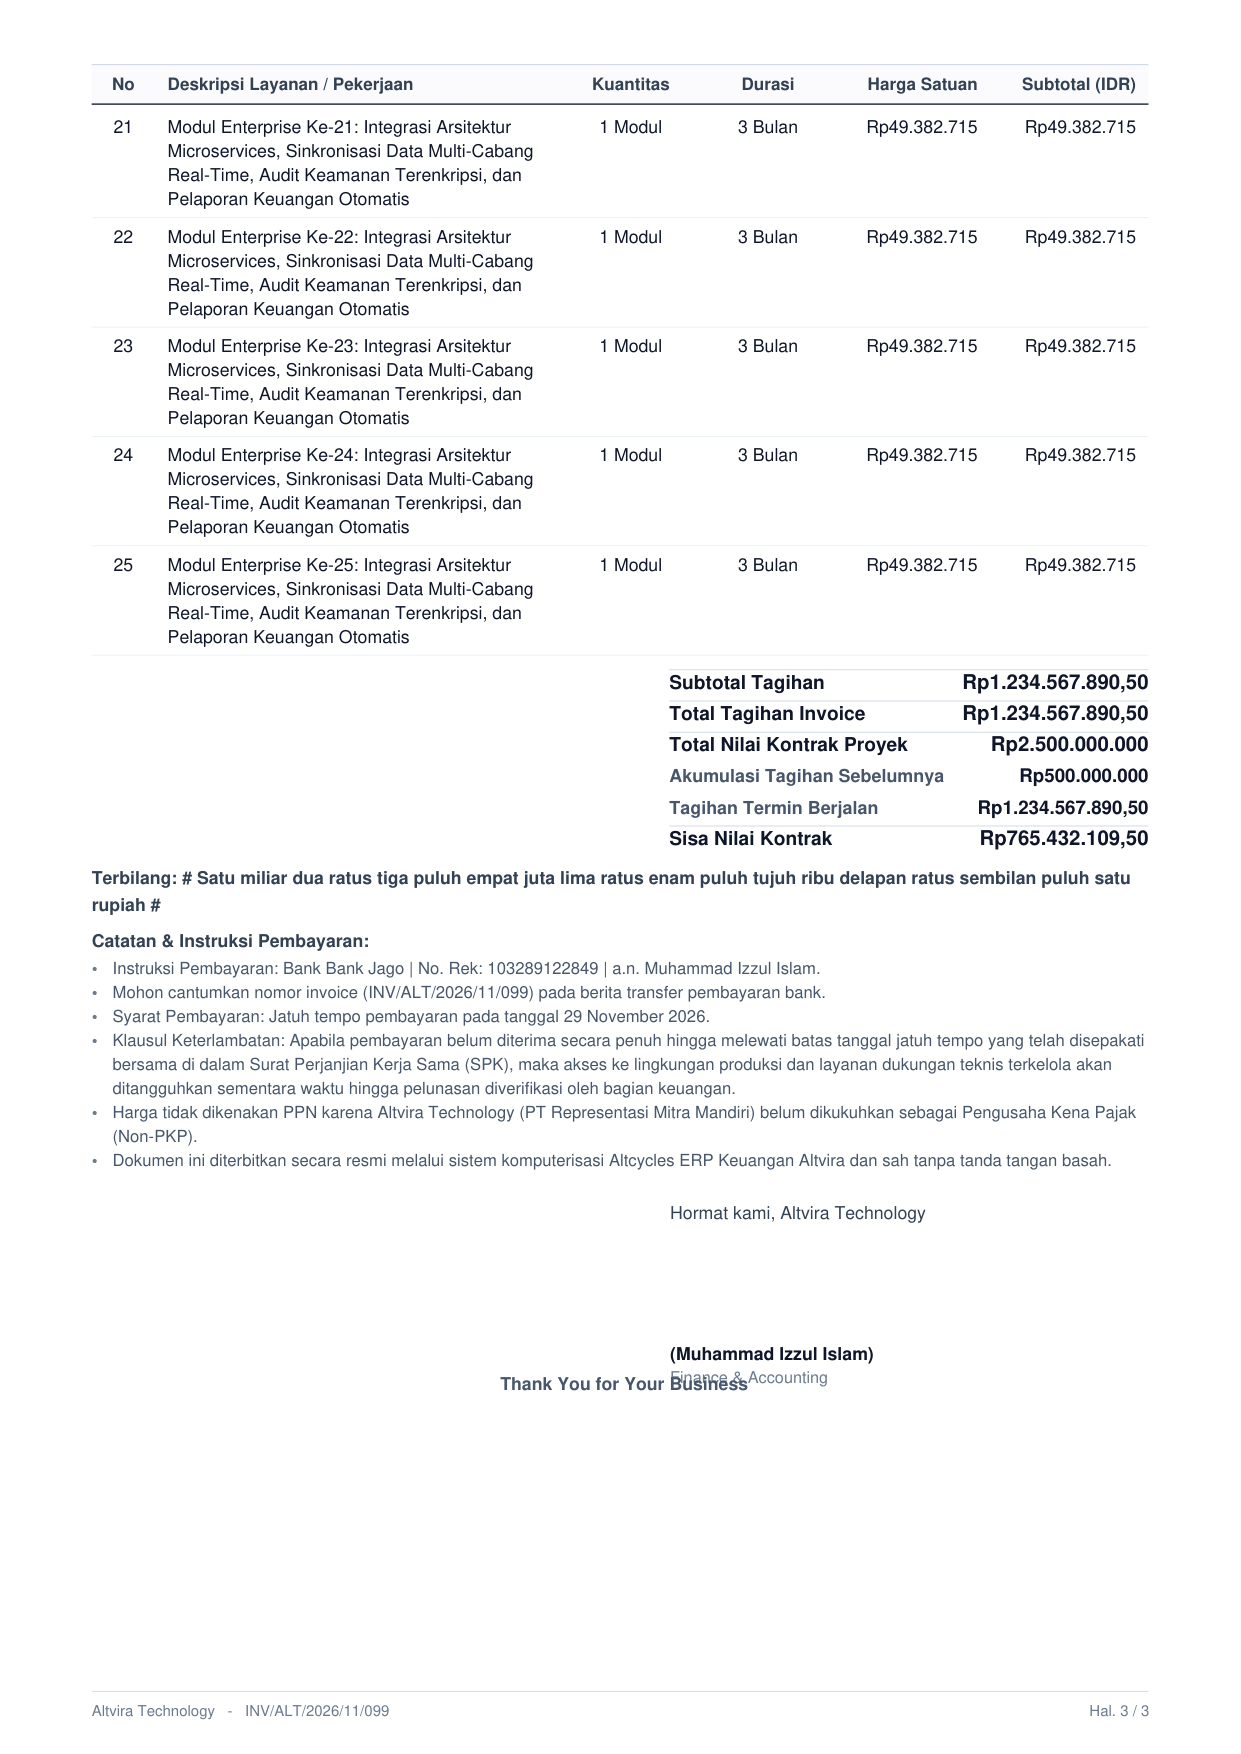 No Deskripsi Layanan / Pekerjaan Kuantitas Durasi Harga Satuan Subtotal (IDR)
21 Modul Enterprise Ke-21: Integrasi Arsitektur 1 Modul 3 Bulan Rp49.382.715 Rp49.382.715
Microservices, Sinkronisasi Data Multi-Cabang
Real-Time, Audit Keamanan Terenkripsi, dan
Pelaporan Keuangan Otomatis
22 Modul Enterprise Ke-22: Integrasi Arsitektur 1 Modul 3 Bulan Rp49.382.715 Rp49.382.715
Microservices, Sinkronisasi Data Multi-Cabang
Real-Time, Audit Keamanan Terenkripsi, dan
Pelaporan Keuangan Otomatis
23 Modul Enterprise Ke-23: Integrasi Arsitektur 1 Modul 3 Bulan Rp49.382.715 Rp49.382.715
Microservices, Sinkronisasi Data Multi-Cabang
Real-Time, Audit Keamanan Terenkripsi, dan
Pelaporan Keuangan Otomatis
24 Modul Enterprise Ke-24: Integrasi Arsitektur 1 Modul 3 Bulan Rp49.382.715 Rp49.382.715
Microservices, Sinkronisasi Data Multi-Cabang
Real-Time, Audit Keamanan Terenkripsi, dan
Pelaporan Keuangan Otomatis
25 Modul Enterprise Ke-25: Integrasi Arsitektur 1 Modul 3 Bulan Rp49.382.715 Rp49.382.715
Microservices, Sinkronisasi Data Multi-Cabang
Real-Time, Audit Keamanan Terenkripsi, dan
Pelaporan Keuangan Otomatis
Subtotal Tagihan Rp1.234.567.890,50
Total Tagihan Invoice Rp1.234.567.890,50
Total Nilai Kontrak Proyek Rp2.500.000.000
Akumulasi Tagihan Sebelumnya Rp500.000.000
Tagihan Termin Berjalan Rp1.234.567.890,50
Sisa Nilai Kontrak Rp765.432.109,50
Terbilang: # Satu miliar dua ratus tiga puluh empat juta lima ratus enam puluh tujuh ribu delapan ratus sembilan puluh satu
rupiah #
Catatan & Instruksi Pembayaran:
• Instruksi Pembayaran: Bank Bank Jago | No. Rek: 103289122849 | a.n. Muhammad Izzul Islam.
• Mohon cantumkan nomor invoice (INV/ALT/2026/11/099) pada berita transfer pembayaran bank.
• Syarat Pembayaran: Jatuh tempo pembayaran pada tanggal 29 November 2026.
• Klausul Keterlambatan: Apabila pembayaran belum diterima secara penuh hingga melewati batas tanggal jatuh tempo yang telah disepakati
bersama di dalam Surat Perjanjian Kerja Sama (SPK), maka akses ke lingkungan produksi dan layanan dukungan teknis terkelola akan
ditangguhkan sementara waktu hingga pelunasan diverifikasi oleh bagian keuangan.
• Harga tidak dikenakan PPN karena Altvira Technology (PT Representasi Mitra Mandiri) belum dikukuhkan sebagai Pengusaha Kena Pajak
(Non-PKP).
• Dokumen ini diterbitkan secara resmi melalui sistem komputerisasi Altcycles ERP Keuangan Altvira dan sah tanpa tanda tangan basah.
Hormat kami, Altvira Technology
(Muhammad Izzul Islam)
Finance & Accounting
Thank You for Your Business
Altvira Technology - INV/ALT/2026/11/099 Hal. 3 / 3